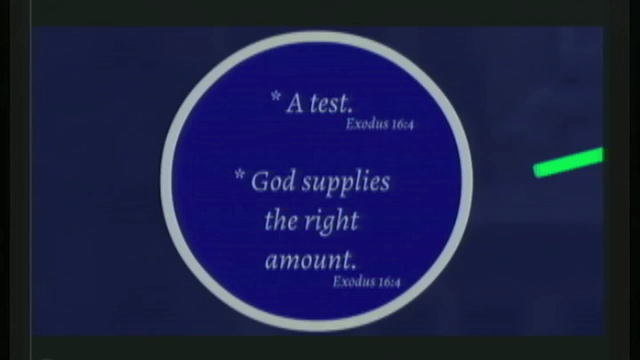 * A test.
Exodus 16:4
* God supplies
the right
amount.
Exodus 16:4